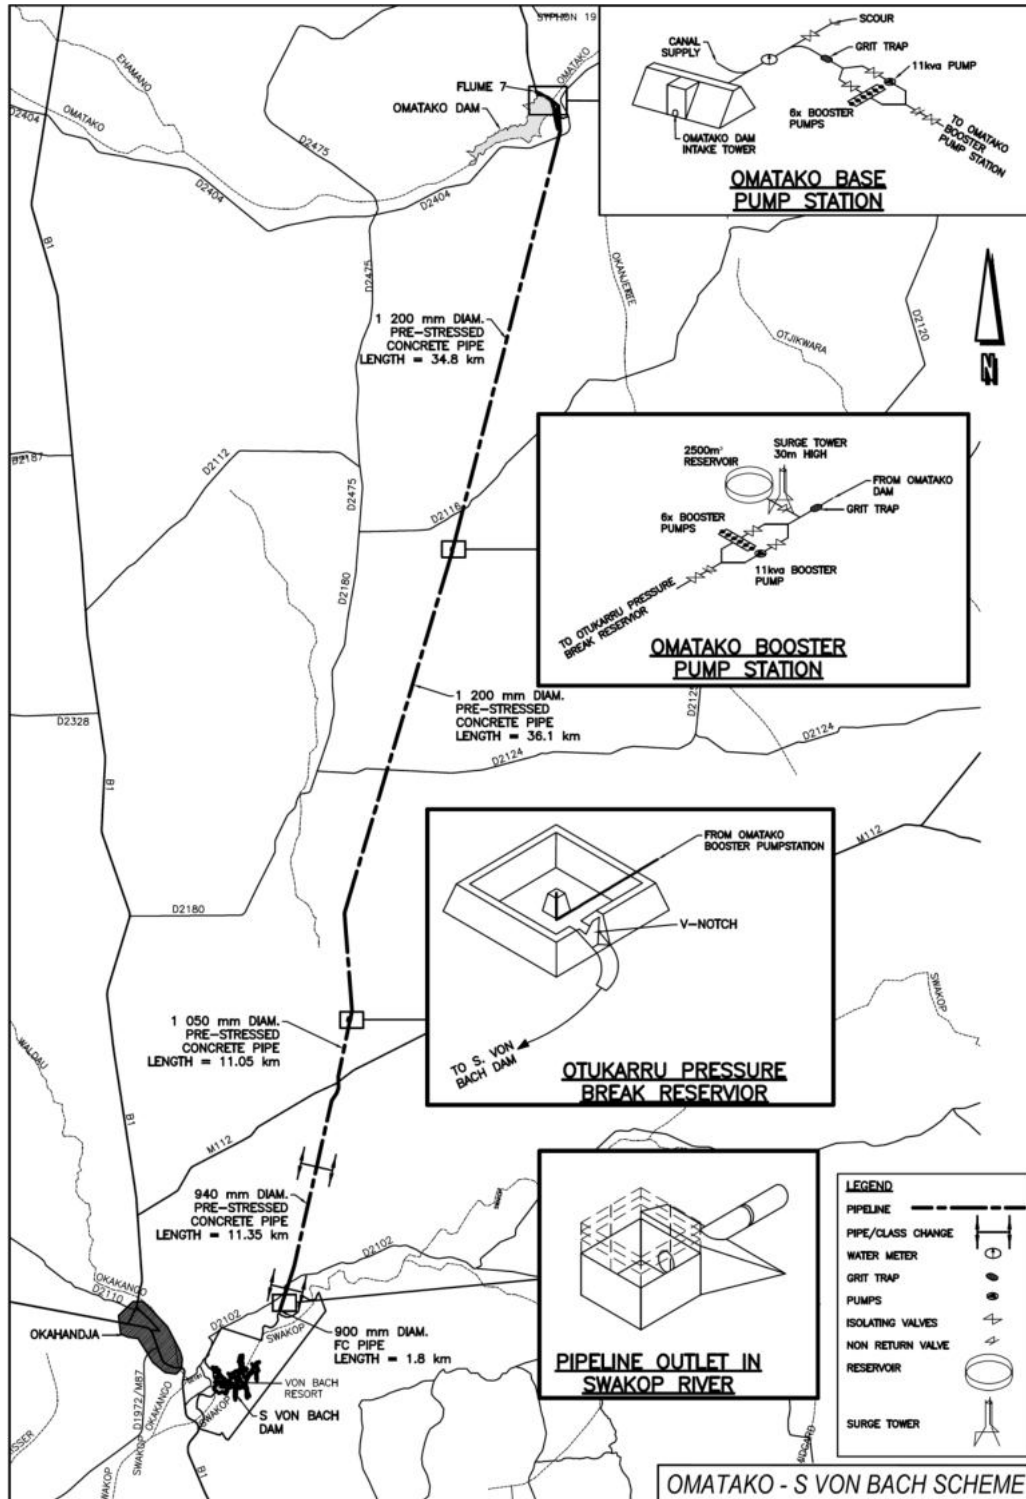 SYPHON 19
EHAMANO
OMATAKO
D2404
D2404
D2475
FLUME 7
OMATAKO DAM
OMATAKO
D2404
B1
D2475
OKANJENTE
OTJIKWARA
D2120
CANAL
SUPPLY
SCOUR
GRIT TRAP
11kva PUMP
6x BOOSTER
PUMPS
OMATAKO DAM
INTAKE TOWER
TO OMATAKO
BOOSTER
PUMP STATION
OMATAKO BASE
PUMP STATION
N
1 200 mm DIAM.
PRE-STRESSED
CONCRETE PIPE
LENGTH = 34.8 km
D2187
D2112
D2475
D2116
D2180
2500m³
RESERVOIR
SURGE TOWER
30m HIGH
FROM OMATAKO
DAM
GRIT TRAP
6x BOOSTER
PUMPS
11kva BOOSTER
PUMP
TO OTUKARRU PRESSURE
BREAK RESERVIOR
OMATAKO BOOSTER
PUMP STATION
1 200 mm DIAM.
PRE-STRESSED
CONCRETE PIPE
LENGTH = 36.1 km
D2328
B1
D2125
D2124
D2124
M112
D2180
FROM OMATAKO
BOOSTER PUMPSTATION
V-NOTCH
TO S. VON
BACH DAM
OTUKARRU PRESSURE
BREAK RESERVIOR
SWAKOP
1 050 mm DIAM.
PRE-STRESSED
CONCRETE PIPE
LENGTH = 11.05 km
WALDAU
B1
M112
940 mm DIAM.
PRE-STRESSED
CONCRETE PIPE
LENGTH = 11.35 km
D2102
OKAKANGO
D2110
OKAHANDJA
D2102
SWAKOP
900 mm DIAM.
FC PIPE
LENGTH = 1.8 km
VON BACH
RESORT
S VON BACH
DAM
SWAKOP
D1972/M87
OKAKANGO
SWAKOP
SWAKOP
B1
PIPELINE OUTLET IN
SWAKOP RIVER
LEGEND
PIPELINE
PIPE/CLASS CHANGE
WATER METER
GRIT TRAP
PUMPS
ISOLATING VALVES
NON RETURN VALVE
RESERVOIR
SURGE TOWER
OMATAKO - S VON BACH SCHEME